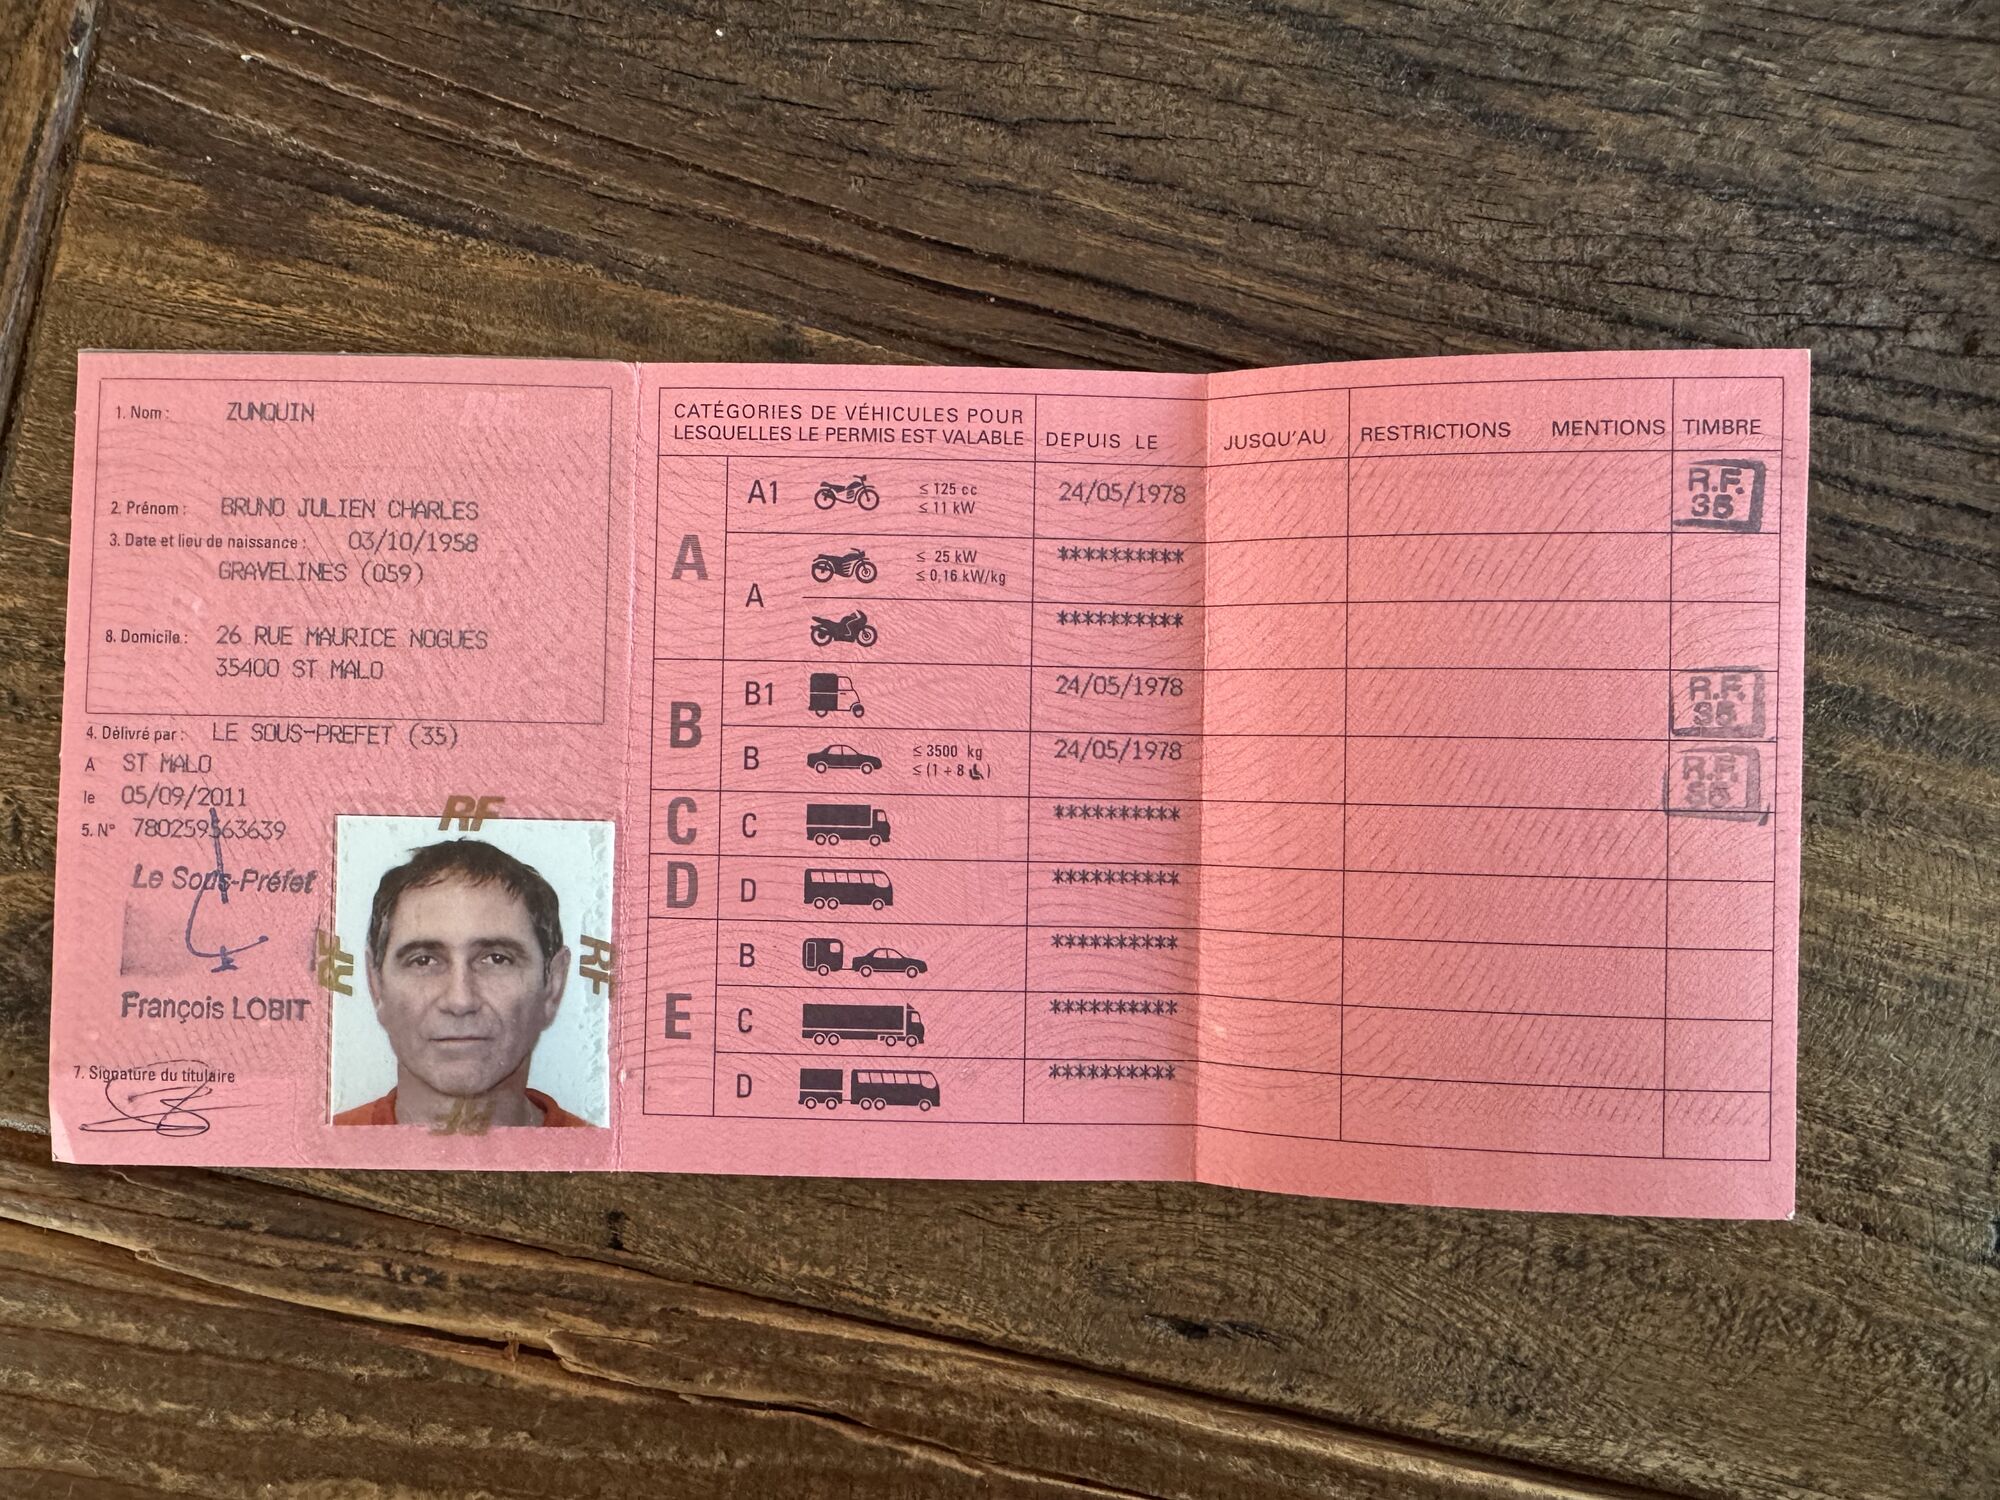 1. Nom : ZUNQUIN
2. Prénom : BRUNO JULIEN CHARLES
3. Date et lieu de naissance : 03/10/1958
GRAVELINES (059)
8. Domicile : 26 RUE MAURICE NOGUES
35400 ST MALO
4. Délivré par : LE SOUS-PREFET (35)
A ST MALO
le 05/09/2011
5. N° 780259563639
Le Sous-Préfet
François LOBIT
7. Signature du titulaire
RF
RF
RF
RF
CATÉGORIES DE VÉHICULES POUR
LESQUELLES LE PERMIS EST VALABLE
DEPUIS LE
JUSQU'AU
RESTRICTIONS MENTIONS
TIMBRE
A
A1 ≤ 125 cc
≤ 11 kW
24/05/1978
R.F.
35
A ≤ 25 kW
≤ 0,16 kW/kg
**********
**********
B
B1 24/05/1978
R.F.
35
B ≤ 3500 kg
≤ (1 + 8 )
24/05/1978
R.F.
35
C C **********
D D **********
E
B **********
C **********
D **********